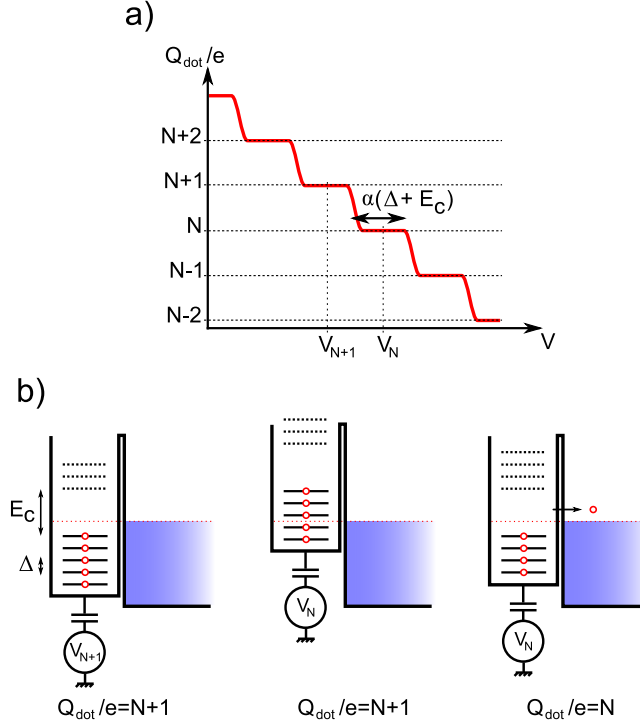 a)
Q_dot/e
N+2
N+1
α(Δ+E_C)
N
N-1
N-2
V_N+1
V_N
V
b)
E_C
Δ
V_N+1
V_N
V_N
Q_dot/e=N+1
Q_dot/e=N+1
Q_dot/e=N